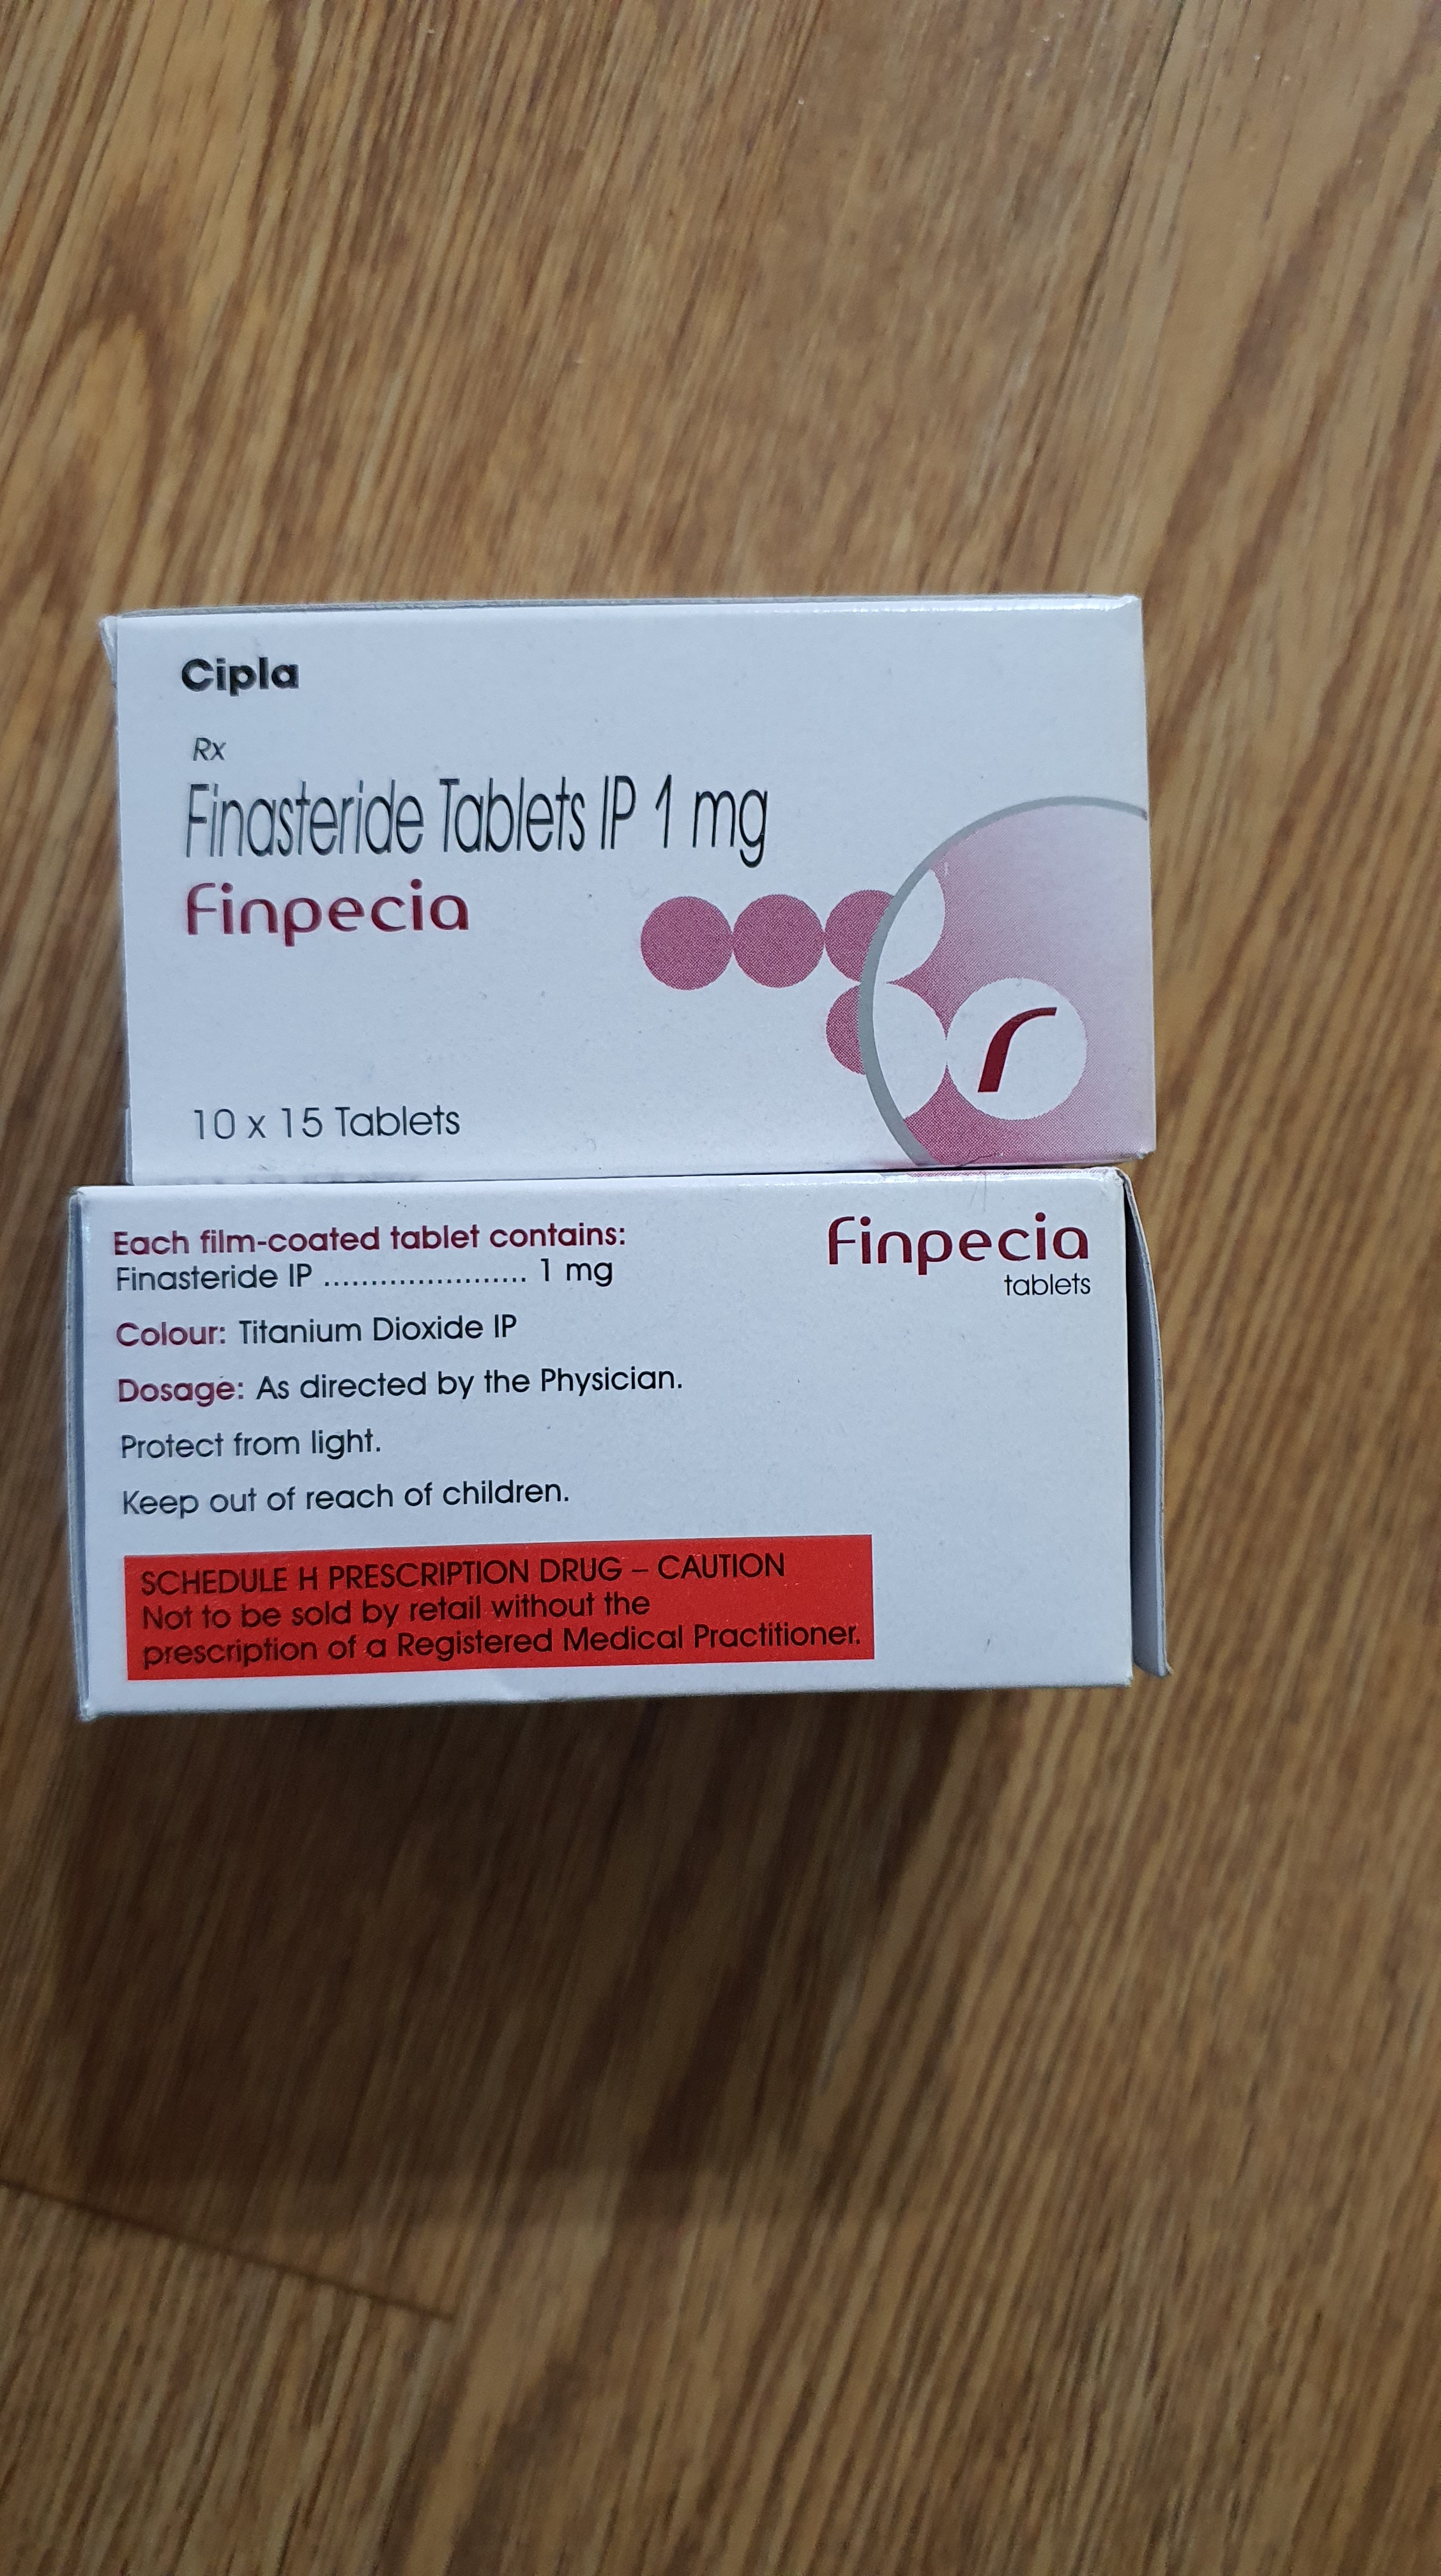 Cipla
Rx
Finasteride Tablets IP 1 mg
Finpecia
10 x 15 Tablets
Each film-coated tablet contains:
Finasteride IP ...................... 1 mg
Colour: Titanium Dioxide IP
Dosage: As directed by the Physician.
Protect from light.
Keep out of reach of children.
Finpecia
tablets
SCHEDULE H PRESCRIPTION DRUG – CAUTION
Not to be sold by retail without the
prescription of a Registered Medical Practitioner.